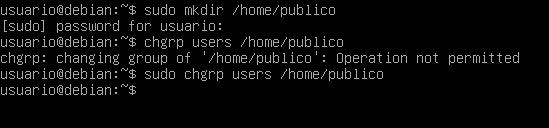 usuario@debian:~$ sudo mkdir /home/publico
[sudo] password for usuario:
usuario@debian:~$ chgrp users /home/publico
chgrp: changing group of '/home/publico': Operation not permitted
usuario@debian:~$ sudo chgrp users /home/publico
usuario@debian:~$